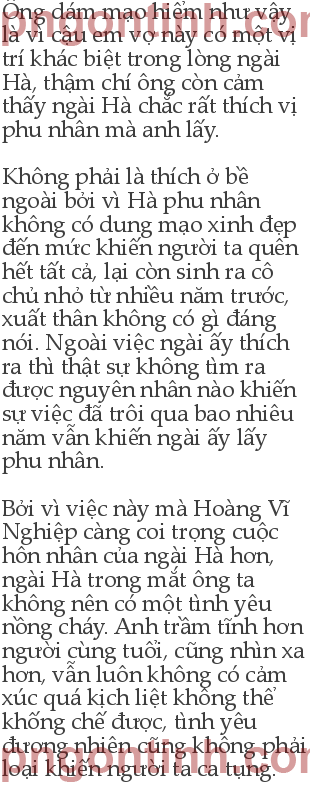 Ông dám mạo hiểm như vậy
là vì cậu em vợ này có một vị
trí khác biệt trong lòng ngài
Hà, thậm chí ông còn cảm
thấy ngài Hà chắc rất thích vị
phu nhân mà anh lấy.

Không phải là thích ở bề
ngoài bởi vì Hà phu nhân
không có dung mạo xinh đẹp
đến mức khiến người ta quên
hết tất cả, lại còn sinh ra cô
chủ nhỏ từ nhiều năm trước,
xuất thân không có gì đáng
nói. Ngoài việc ngài ấy thích
ra thì thật sự không tìm ra
được nguyên nhân nào khiến
sự việc đã trôi qua bao nhiêu
năm vẫn khiến ngài ấy lấy
phu nhân.

Bởi vì việc này mà Hoàng Vĩ
Nghiệp càng coi trọng cuộc
hôn nhân của ngài Hà hơn,
ngài Hà trong mắt ông ta
không nên có một tình yêu
nồng cháy. Anh trầm tĩnh hơn
người cùng tuổi, cũng nhìn xa
hơn, vẫn luôn không có cảm
xúc quá kịch liệt không thể
khống chế được, tình yêu
đương nhiên cũng không phải
loại khiến người ta ca tụng.
pngonlinh.com
pngonlinh.com